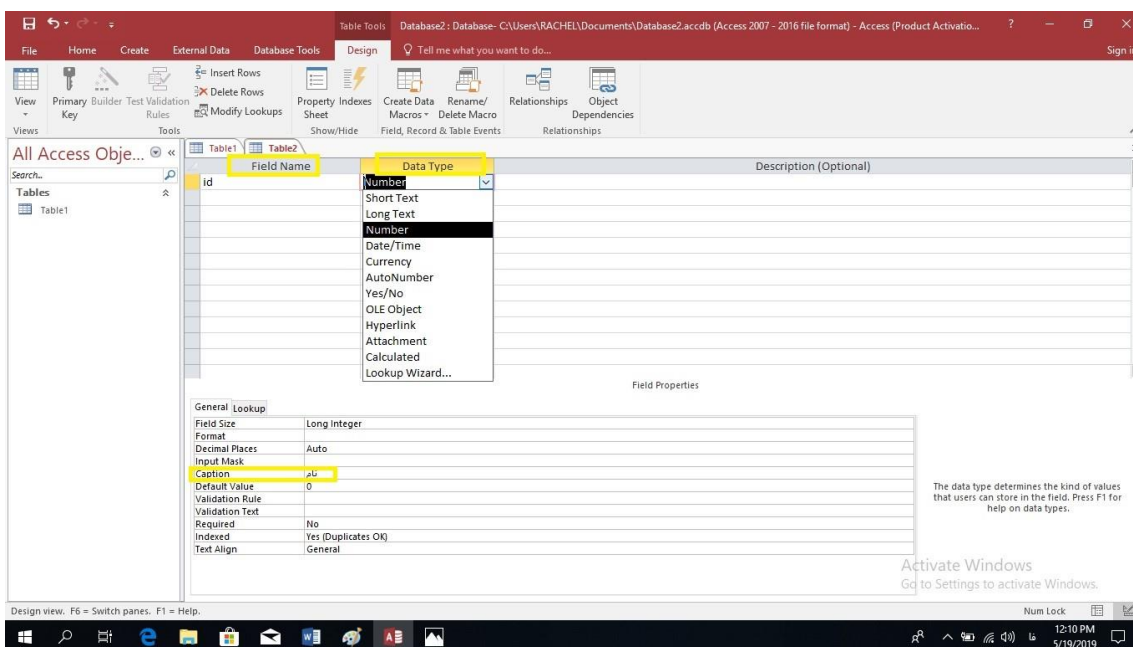 Table Tools
Database2 : Database- C:\Users\RACHEL\Documents\Database2.accdb (Access 2007 - 2016 file format) - Access (Product Activatio...
File Home Create External Data Database Tools Design Tell me what you want to do... Sign i
View
Primary Key
Builder
Test Validation Rules
Insert Rows
Delete Rows
Modify Lookups
Property Sheet
Indexes
Create Data Macros
Rename/ Delete Macro
Relationships
Object Dependencies
Views Tools Show/Hide Field, Record & Table Events Relationships
All Access Obje...
Search...
Tables
Table1
Table1 Table2
Field Name Data Type Description (Optional)
id Number
Short Text
Long Text
Number
Date/Time
Currency
AutoNumber
Yes/No
OLE Object
Hyperlink
Attachment
Calculated
Lookup Wizard...
Field Properties
General Lookup
Field Size Long Integer
Format
Decimal Places Auto
Input Mask
Caption نام
Default Value 0
Validation Rule
Validation Text
Required No
Indexed Yes (Duplicates OK)
Text Align General
The data type determines the kind of values
that users can store in the field. Press F1 for
help on data types.
Activate Windows
Go to Settings to activate Windows.
Design view. F6 = Switch panes. F1 = Help. Num Lock
فا 12:10 PM
5/19/2019